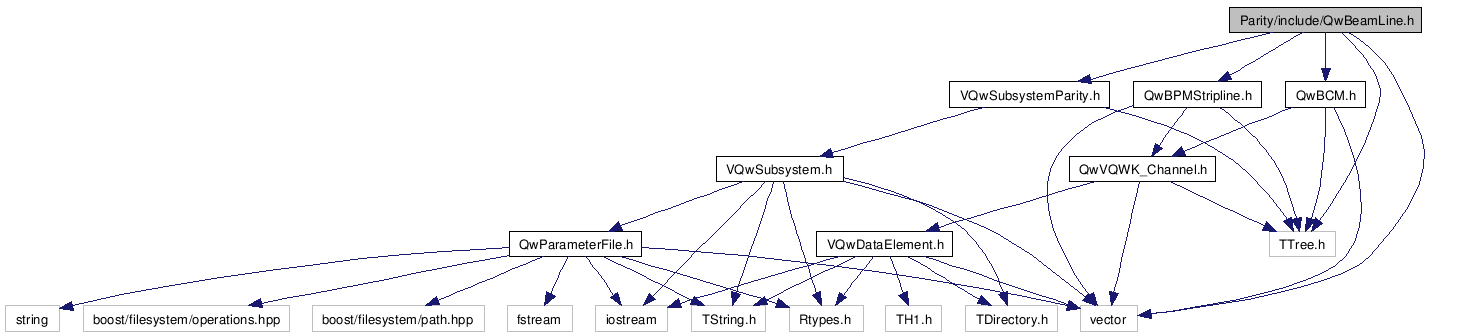 Parity/include/QwBeamLine.h
VQwSubsystemParity.h
QwBPMStripline.h
QwBCM.h
VQwSubsystem.h
QwVQWK_Channel.h
QwParameterFile.h
VQwDataElement.h
TTree.h
string
boost/filesystem/operations.hpp
boost/filesystem/path.hpp
fstream
iostream
TString.h
Rtypes.h
TH1.h
TDirectory.h
vector